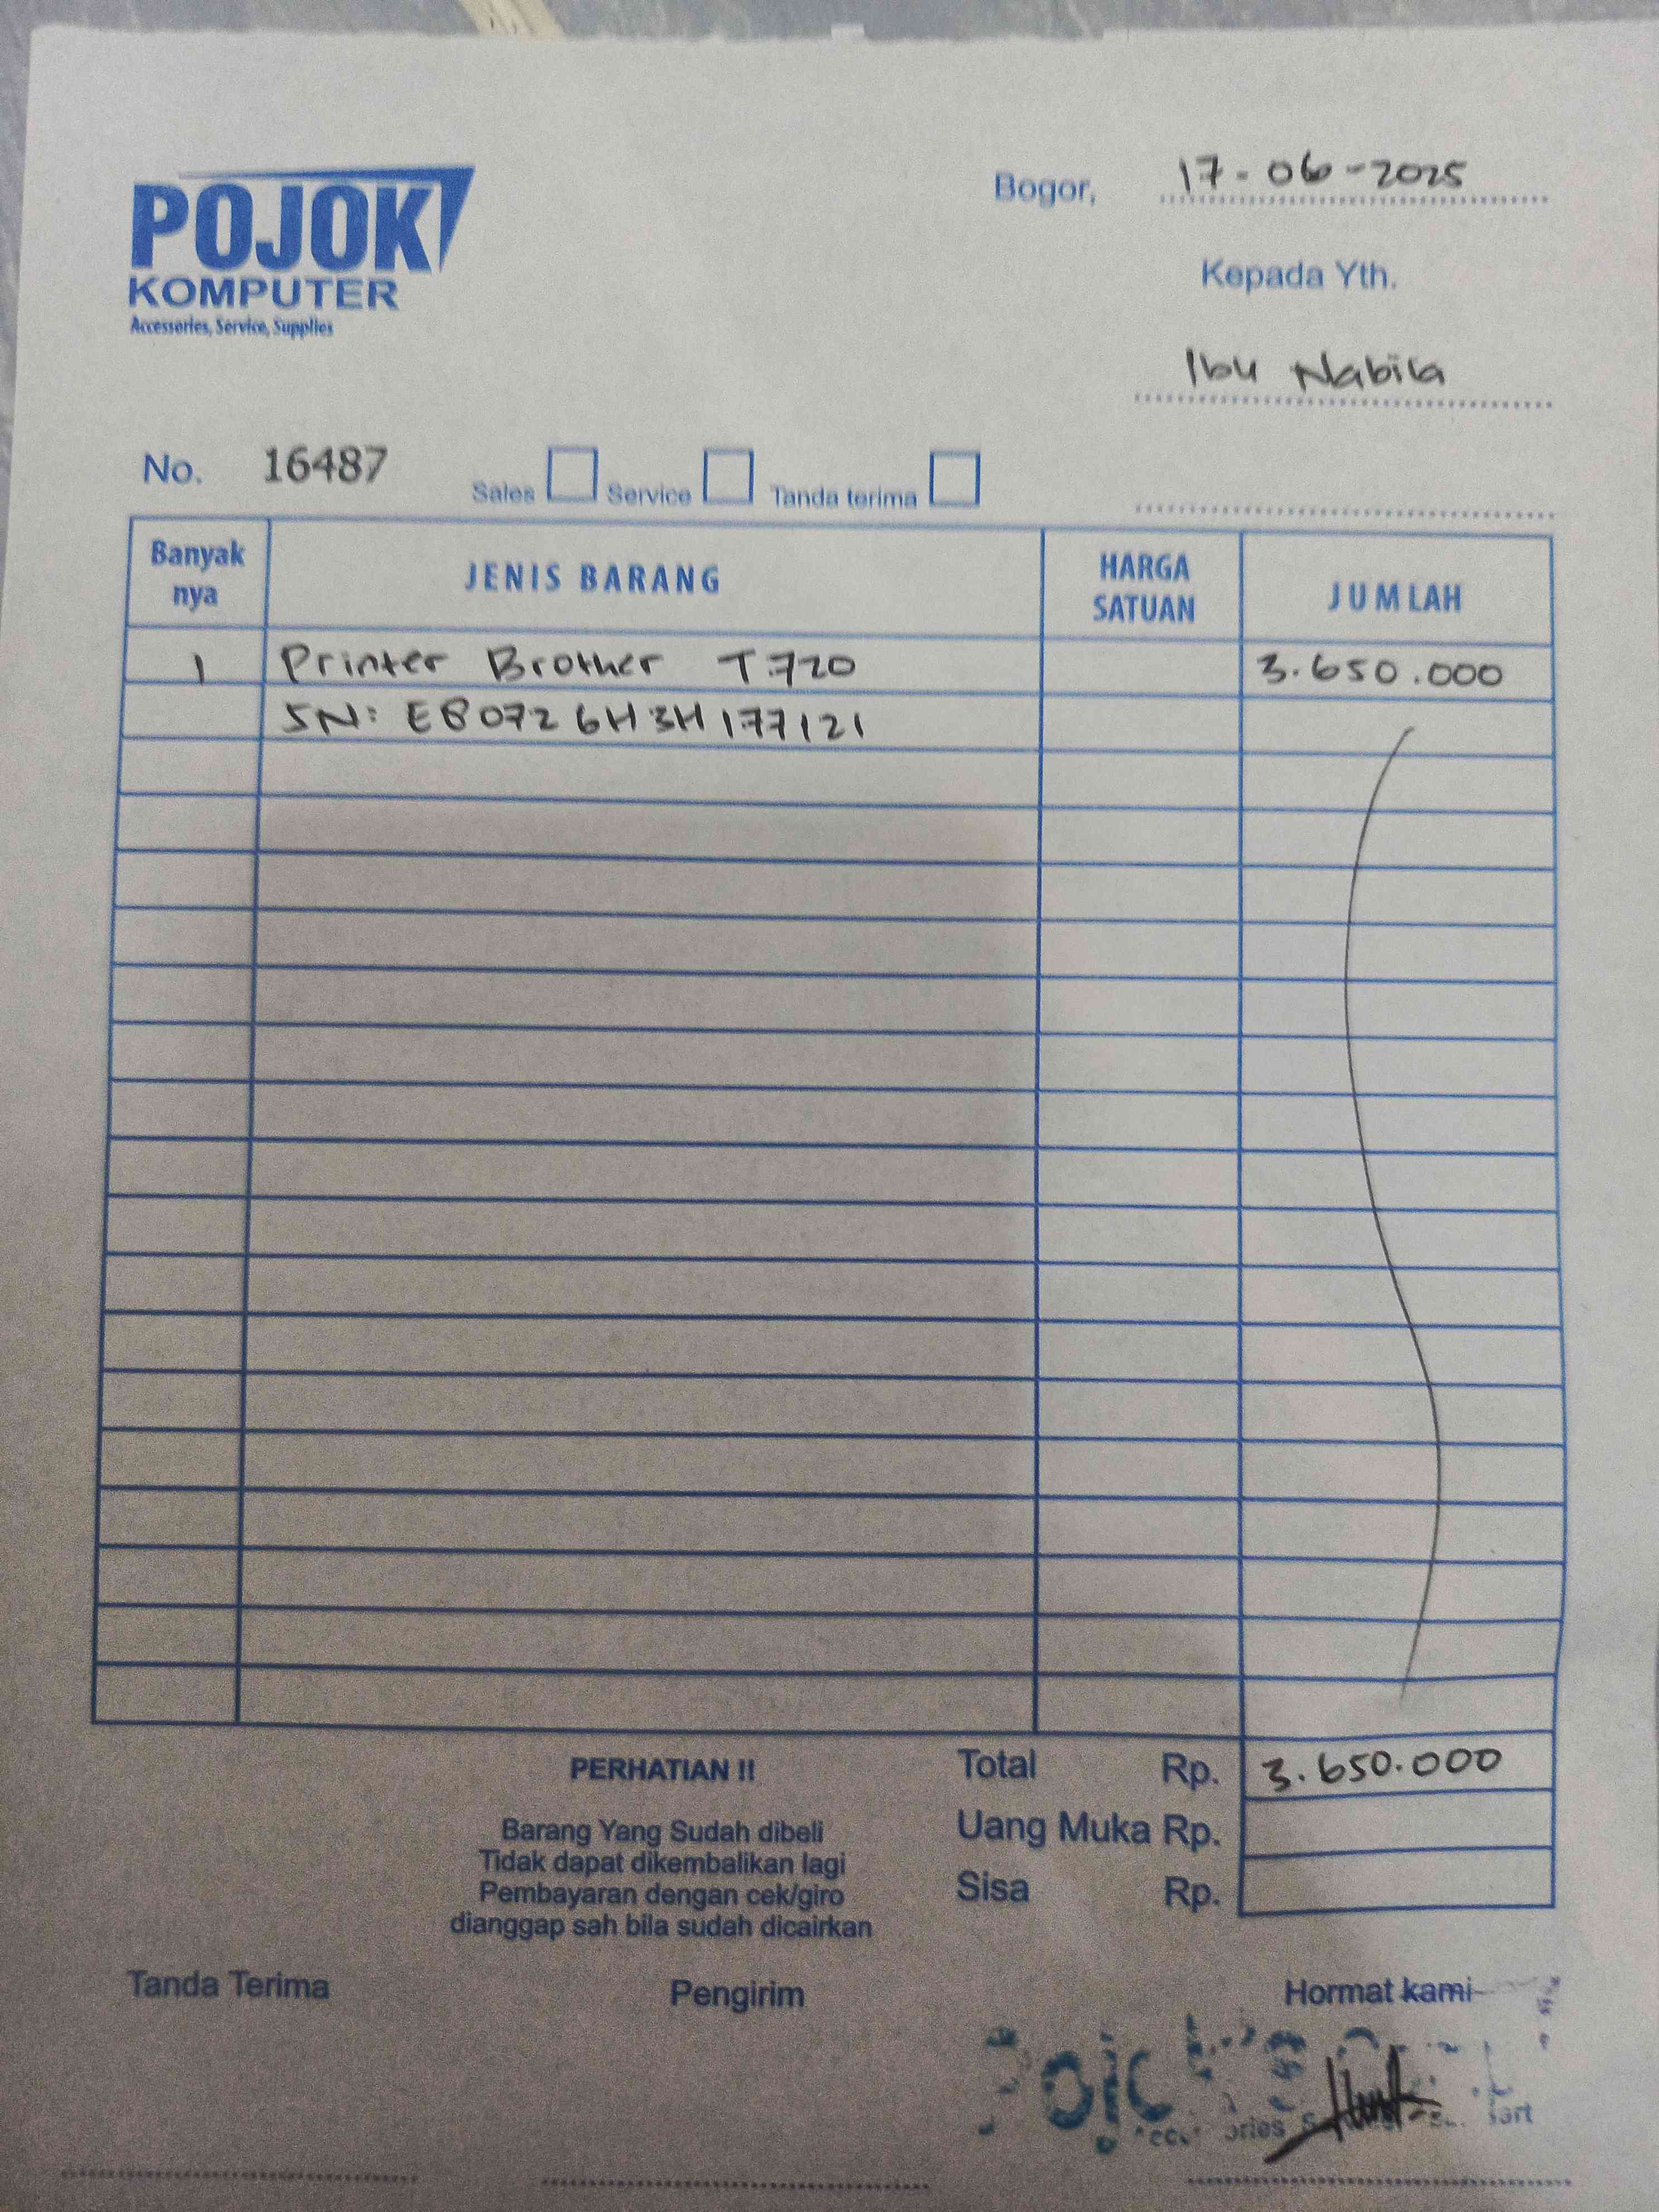 POJOK
KOMPUTER
Accessories, Service, Supplies
Bogor, 17-06-2025
Kepada Yth.
Ibu Nabila
No. 16487 Sales Service Tanda terima
Banyak nya JENIS BARANG HARGA SATUAN JUMLAH
1 Printer Brother T720 3.650.000
SN: EB0726H3H177121
PERHATIAN !!
Barang Yang Sudah dibeli
Tidak dapat dikembalikan lagi
Pembayaran dengan cek/giro
dianggap sah bila sudah dicairkan
Total Rp. 3.650.000
Uang Muka Rp.
Sisa Rp.
Tanda Terima Pengirim Hormat kami